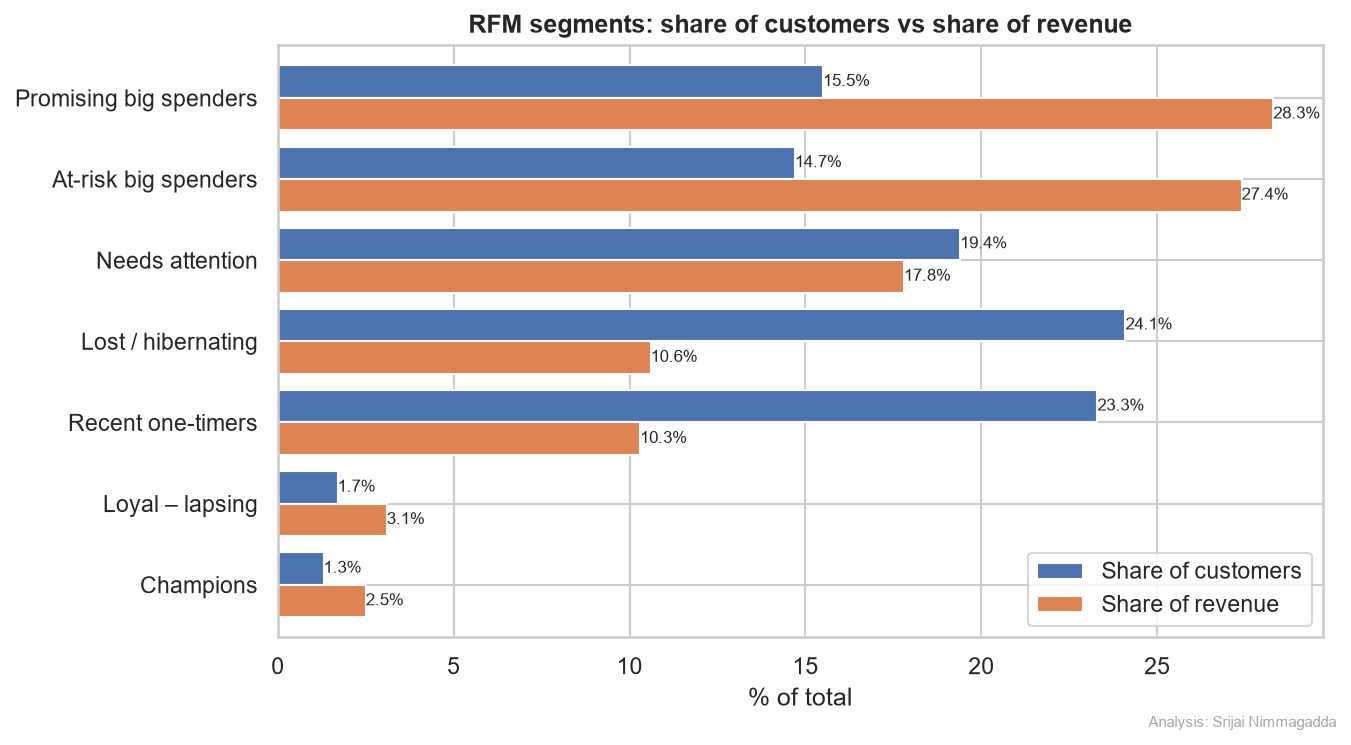 RFM segments: share of customers vs share of revenue
Promising big spenders
15.5%
28.3%
At-risk big spenders
14.7%
27.4%
Needs attention
19.4%
17.8%
Lost / hibernating
24.1%
10.6%
Recent one-timers
23.3%
10.3%
Loyal – lapsing
1.7%
3.1%
Champions
1.3%
2.5%
Share of customers
Share of revenue
0 5 10 15 20 25
% of total
Analysis: Srijai Nimmagadda